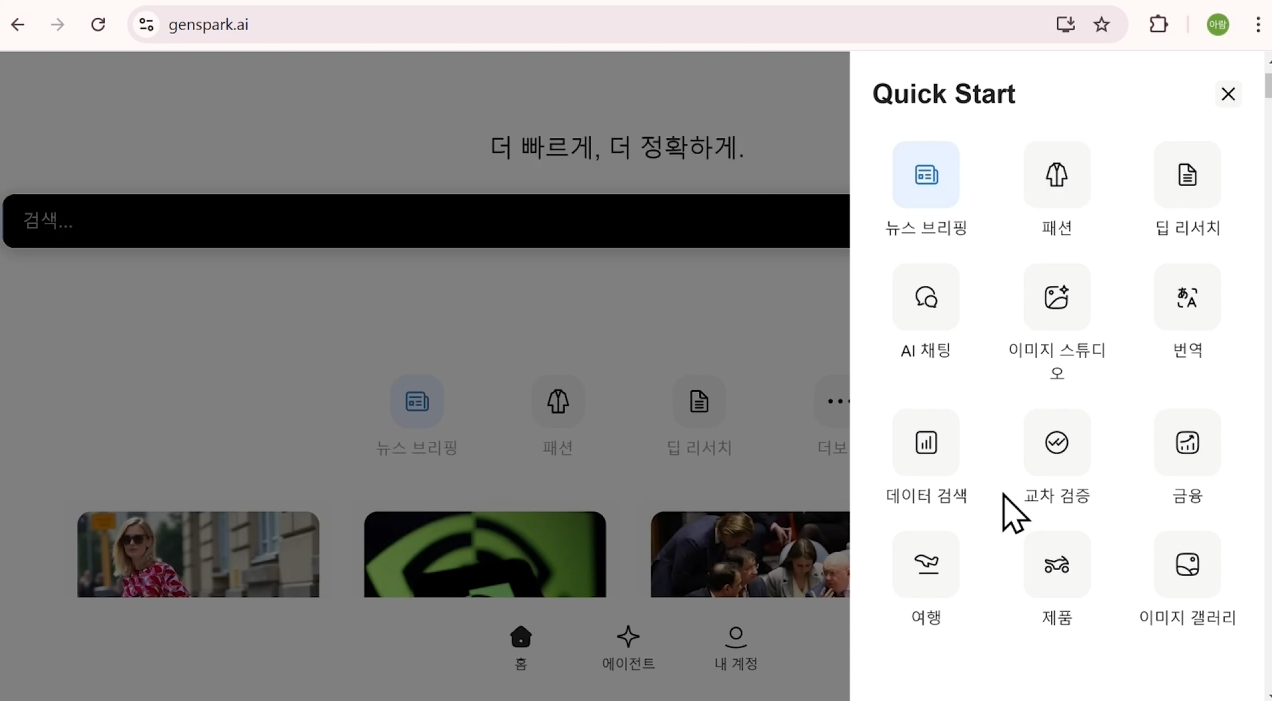 genspark.ai
아람
더 빠르게, 더 정확하게.
검색...
뉴스 브리핑
패션
딥 리서치
더보
홈
에이전트
내 계정
Quick Start
뉴스 브리핑
패션
딥 리서치
AI 채팅
이미지 스튜디
오
번역
데이터 검색
교차 검증
금융
여행
제품
이미지 갤러리